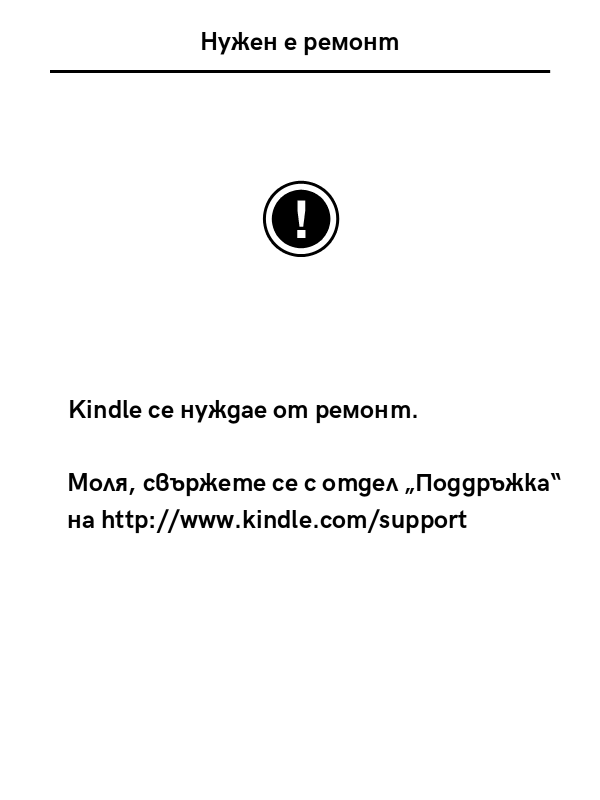 Нужен е ремонт
!
Kindle се нуждае от ремонт.
Моля, свържете се с отдел „Поддръжка“
на http://www.kindle.com/support